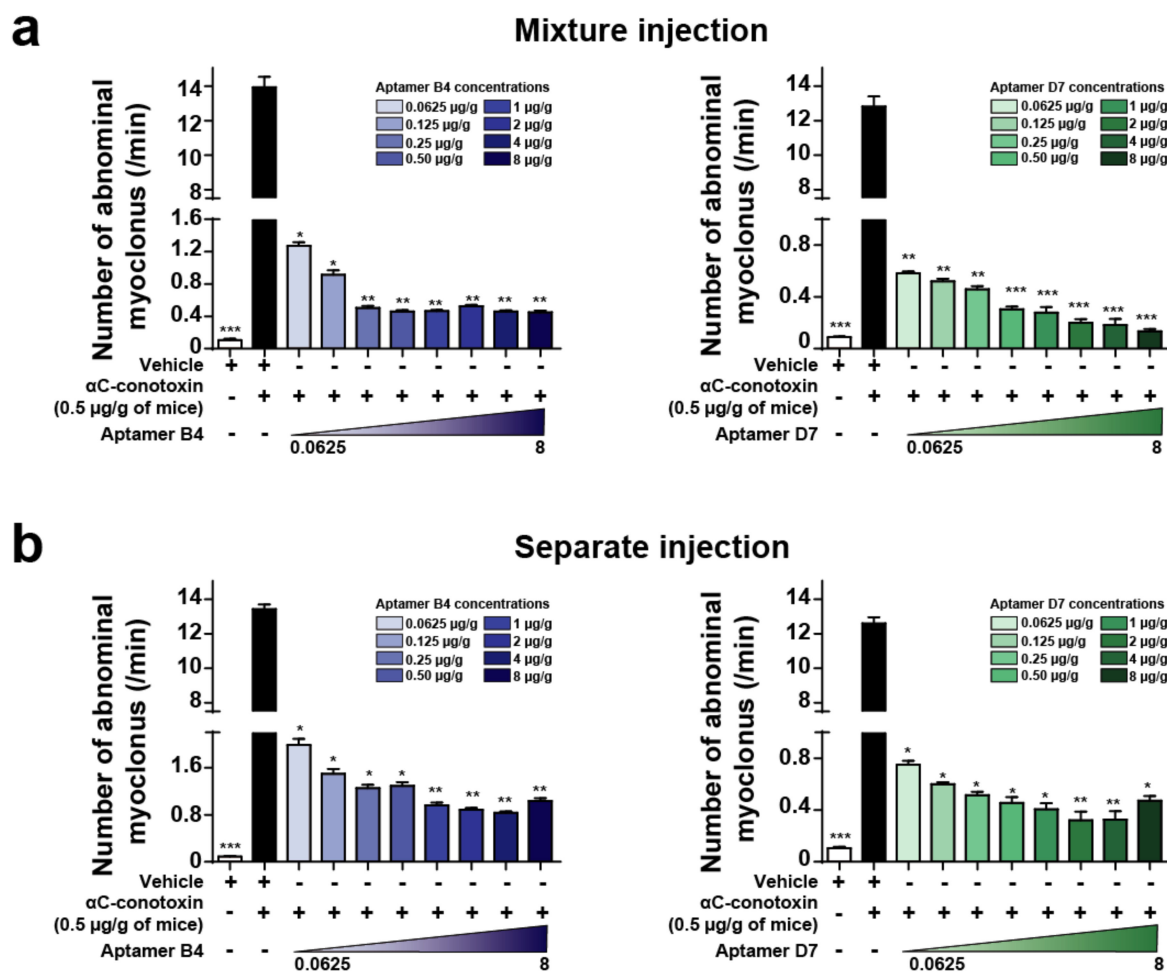 a
Mixture injection
Number of abnominal
myoclonus (/min)
14
12
10
8
1.6
1.2
0.8
0.4
0
Aptamer B4 concentrations
0.0625 µg/g
0.125 µg/g
0.25 µg/g
0.50 µg/g
1 µg/g
2 µg/g
4 µg/g
8 µg/g
*** * * ** ** ** ** ** **
Vehicle + + - - - - - - - -
αC-conotoxin
(0.5 µg/g of mice) - + + + + + + + + +
Aptamer B4 - -
0.0625 8
Number of abnominal
myoclonus (/min)
14
12
10
8
0.8
0.4
0
Aptamer D7 concentrations
0.0625 µg/g
0.125 µg/g
0.25 µg/g
0.50 µg/g
1 µg/g
2 µg/g
4 µg/g
8 µg/g
*** ** ** ** *** *** *** *** ***
Vehicle + + - - - - - - - -
αC-conotoxin
(0.5 µg/g of mice) - + + + + + + + + +
Aptamer D7 - -
0.0625 8
b
Separate injection
Number of abnominal
myoclonus (/min)
14
12
10
8
1.6
0.8
0
Aptamer B4 concentrations
0.0625 µg/g
0.125 µg/g
0.25 µg/g
0.50 µg/g
1 µg/g
2 µg/g
4 µg/g
8 µg/g
*** * * * * ** ** ** **
Vehicle + + - - - - - - - -
αC-conotoxin
(0.5 µg/g of mice) - + + + + + + + + +
Aptamer B4 - -
0.0625 8
Number of abnominal
myoclonus (/min)
14
12
10
8
0.8
0.4
0
Aptamer D7 concentrations
0.0625 µg/g
0.125 µg/g
0.25 µg/g
0.50 µg/g
1 µg/g
2 µg/g
4 µg/g
8 µg/g
*** * * * * * ** ** *
Vehicle + + - - - - - - - -
αC-conotoxin
(0.5 µg/g of mice) - + + + + + + + + +
Aptamer D7 - -
0.0625 8